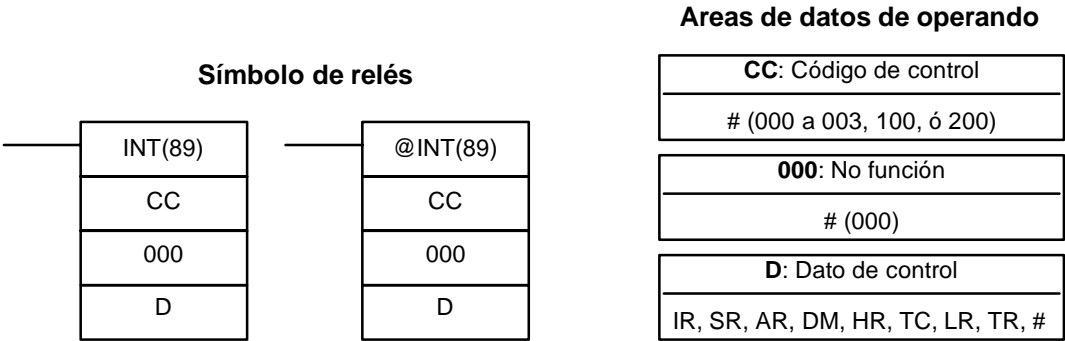 Símbolo de relés
INT(89)
CC
000
D
@INT(89)
CC
000
D
Areas de datos de operando
CC: Código de control
# (000 a 003, 100, ó 200)
000: No función
# (000)
D: Dato de control
IR, SR, AR, DM, HR, TC, LR, TR, #